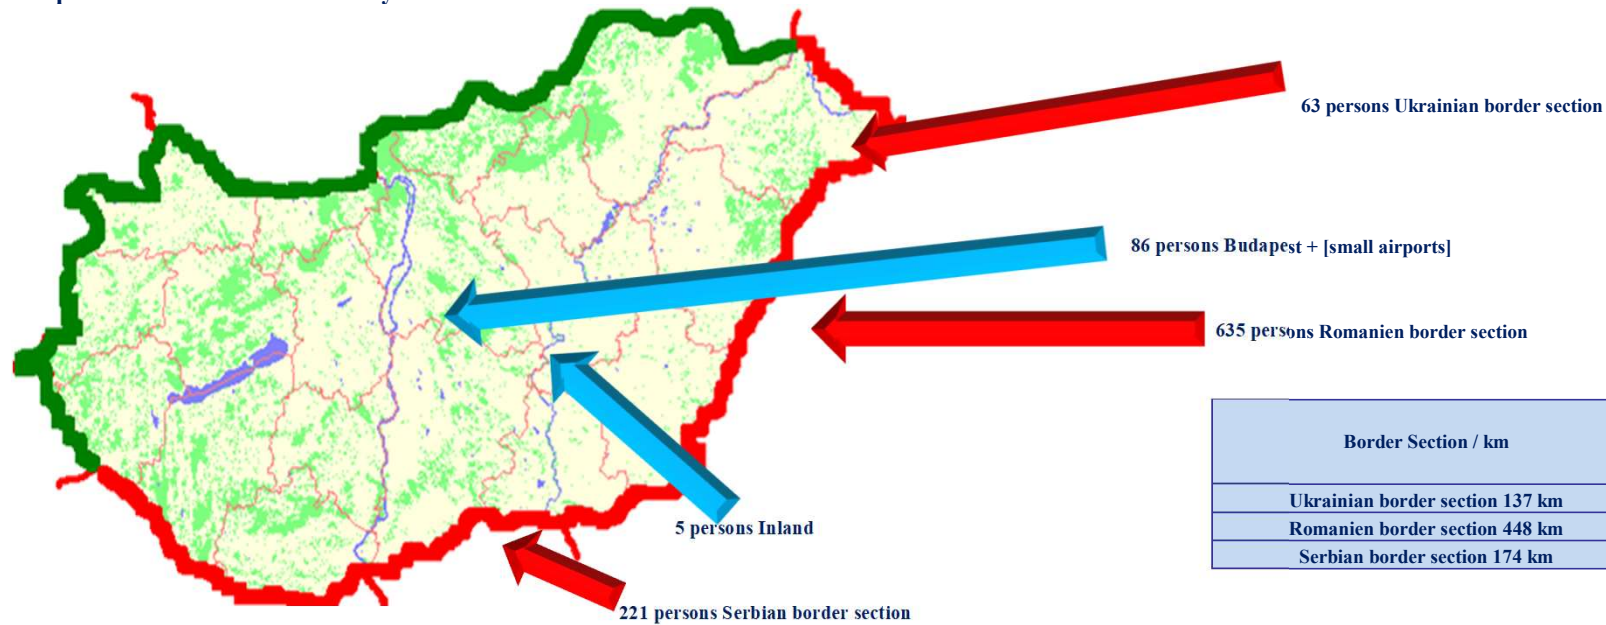 63 persons Ukrainian border section
86 persons Budapest + [small airports]
635 persons Romanien border section
Border Section / km
Ukrainian border section 137 km
Romanien border section 448 km
Serbian border section 174 km
5 persons Inland
221 persons Serbian border section